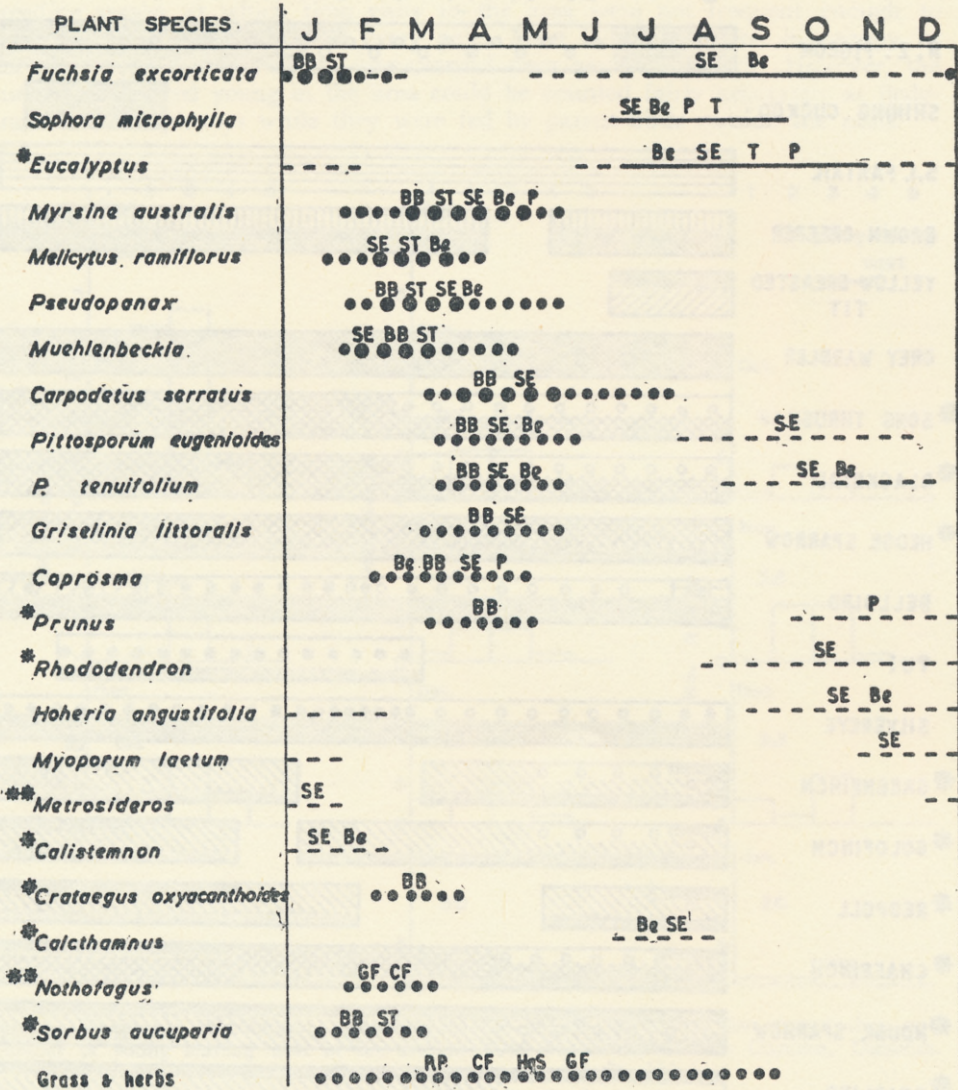 PLANT SPECIES J F M A M J J A S O N D
Fuchsia excorticata BB ST SE Be
Sophora microphylla SE Be P T
*Eucalyptus Be SE T P
Myrsine australis BB ST SE Be P
Melicytus ramiflorus SE ST Be
Pseudopanax BB ST SE Be
Muehlenbeckia SE BB ST
Carpodetus serratus BB SE
Pittosporum eugenioides BB SE Be SE
P. tenuifolium BB SE Be SE Be
Griselinia littoralis BB SE
Coprosma Be BB SE P
*Prunus BB P
*Rhododendron SE
Hoheria angustifolia SE Be
Myoporum laetum SE
**Metrosideros SE
*Calistemnon SE Be
*Crataegus oxyacanthoides BB
*Calcthamnus Be SE
**Nothofagus GF CF
*Sorbus aucuparia BB ST
Grass & herbs RP CF HgS GF